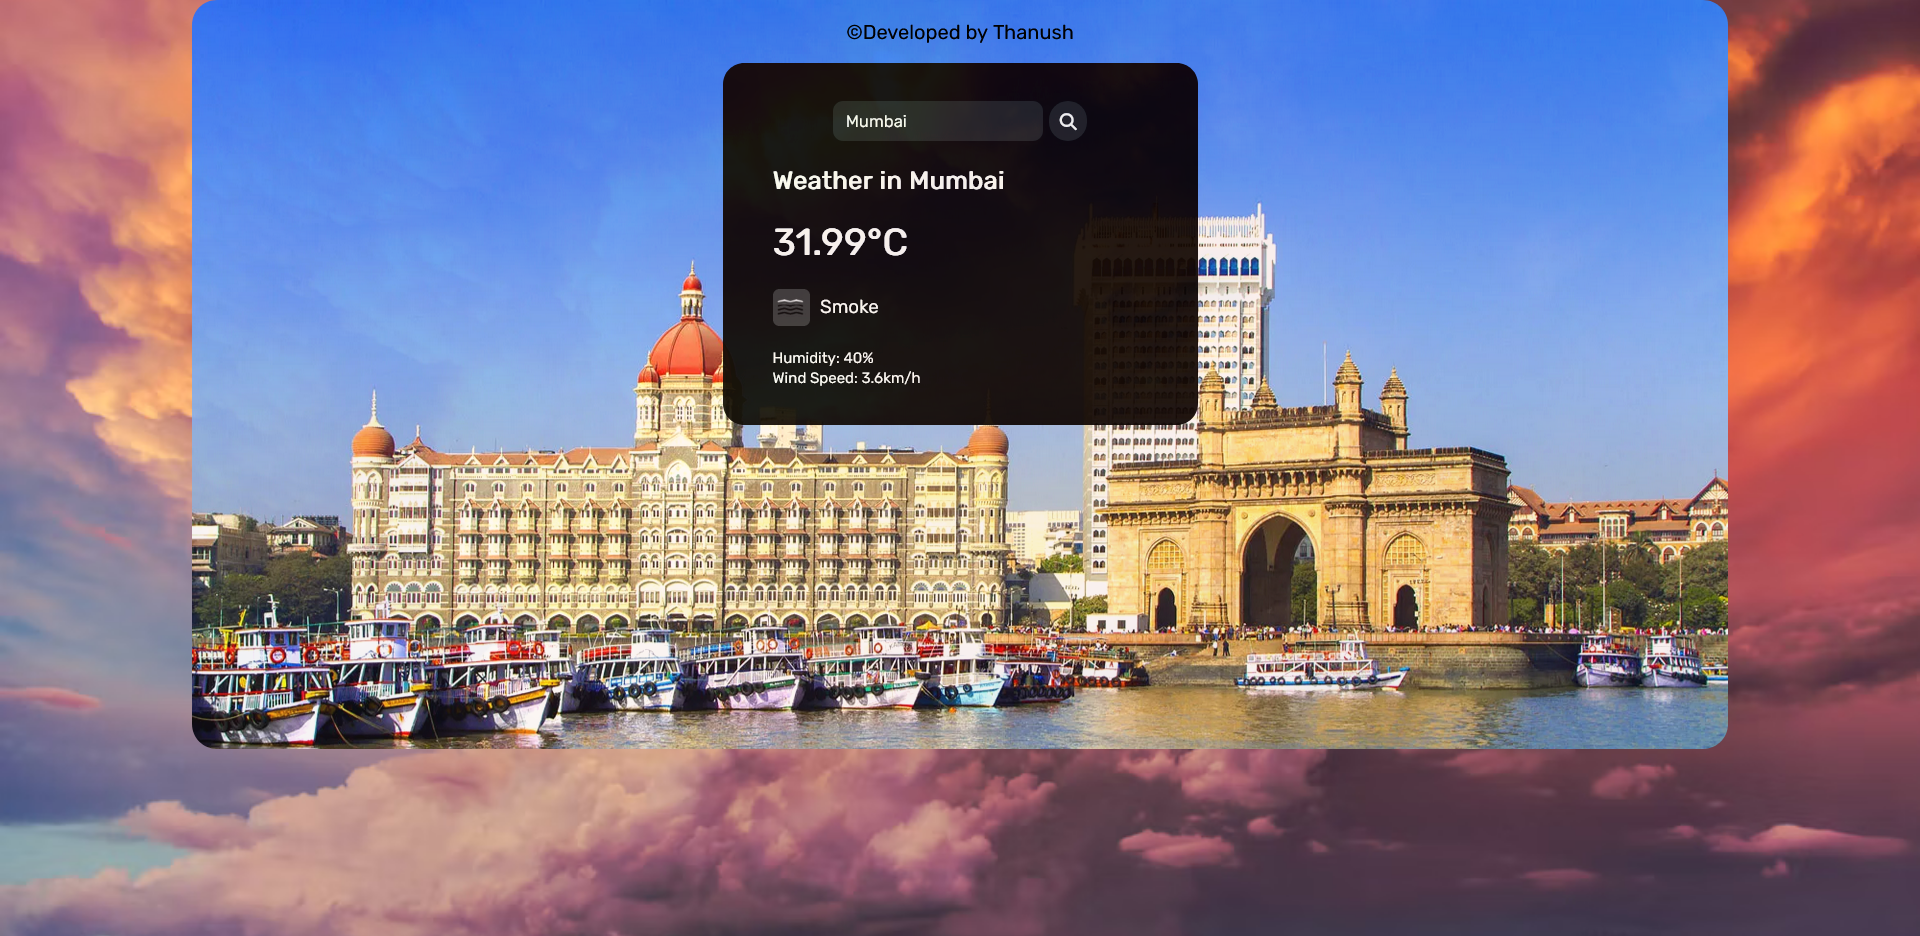 ©Developed by Thanush
Mumbai
Weather in Mumbai
31.99°C
Smoke
Humidity: 40%
Wind Speed: 3.6km/h